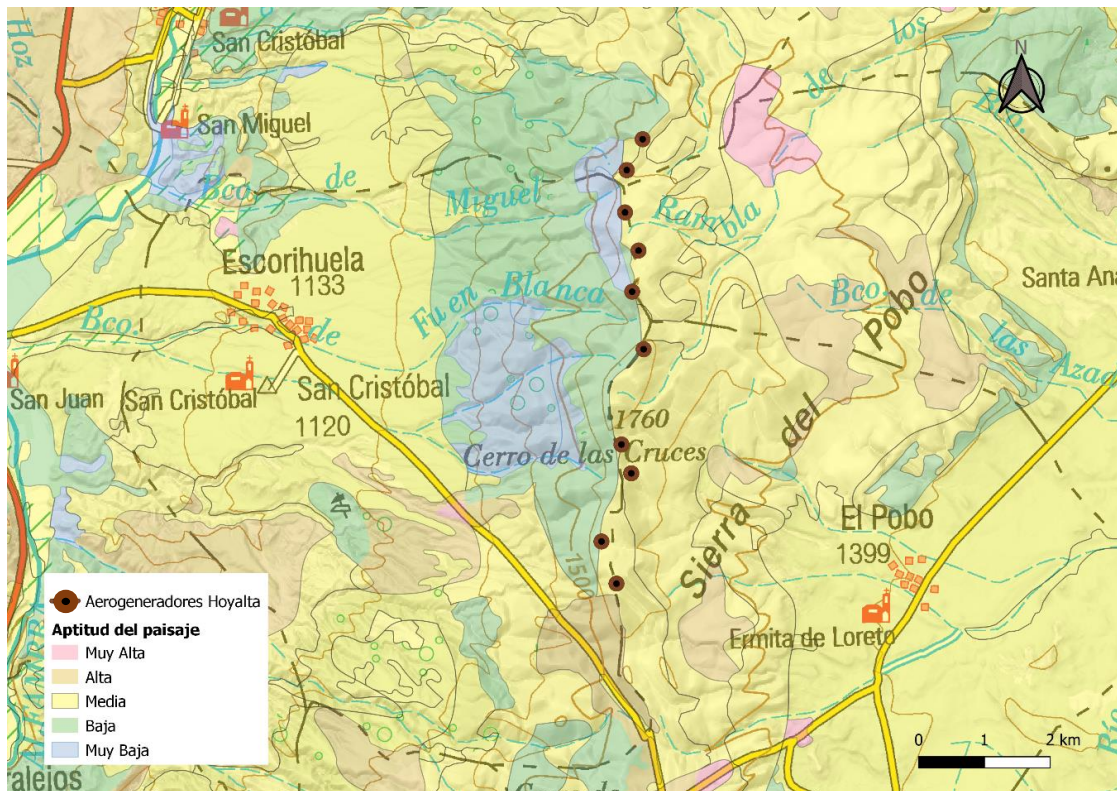 Hoz
San Cristóbal
los
N
de
San Miguel
Bco.
de
Miguel
Rambla
Escorihuela
1133
Fuen
Blanca
Bco.
de
Santa Ana
Bco.
de
Pobo
las
San Juan
San Cristóbal
San Cristóbal
1120
1760
del
Cerro de las Cruces
Sierra
El Pobo
1399
1500
Ermita de Loreto
Aerogeneradores Hoyalta
Aptitud del paisaje
Muy Alta
Alta
Media
Baja
Muy Baja
0 1 2 km